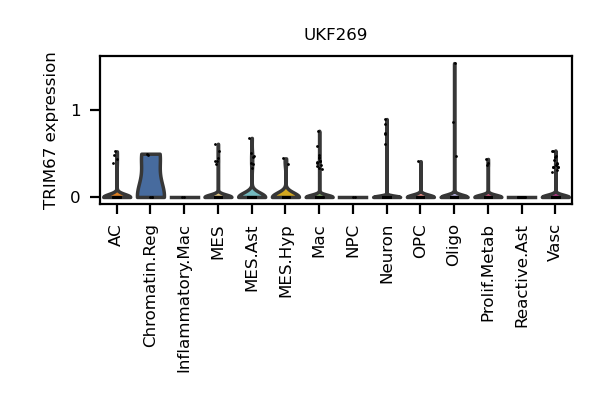 UKF269
TRIM67 expression
1
0
AC
Chromatin.Reg
Inflammatory.Mac
MES
MES.Ast
MES.Hyp
Mac
NPC
Neuron
OPC
Oligo
Prolif.Metab
Reactive.Ast
Vasc